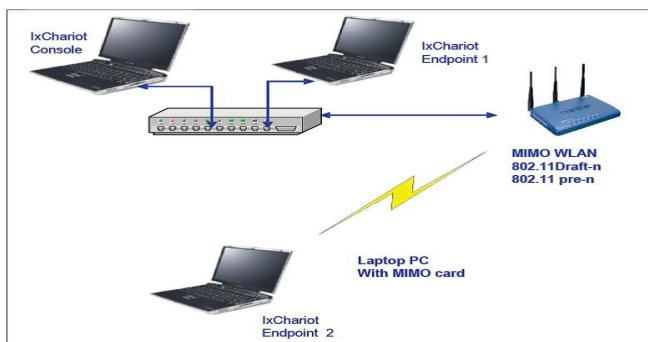 IxChariot
Console
IxChariot
Endpoint 1
MIMO WLAN
802.11Draft-n
802.11 pre-n
Laptop PC
With MIMO card
IxChariot
Endpoint 2